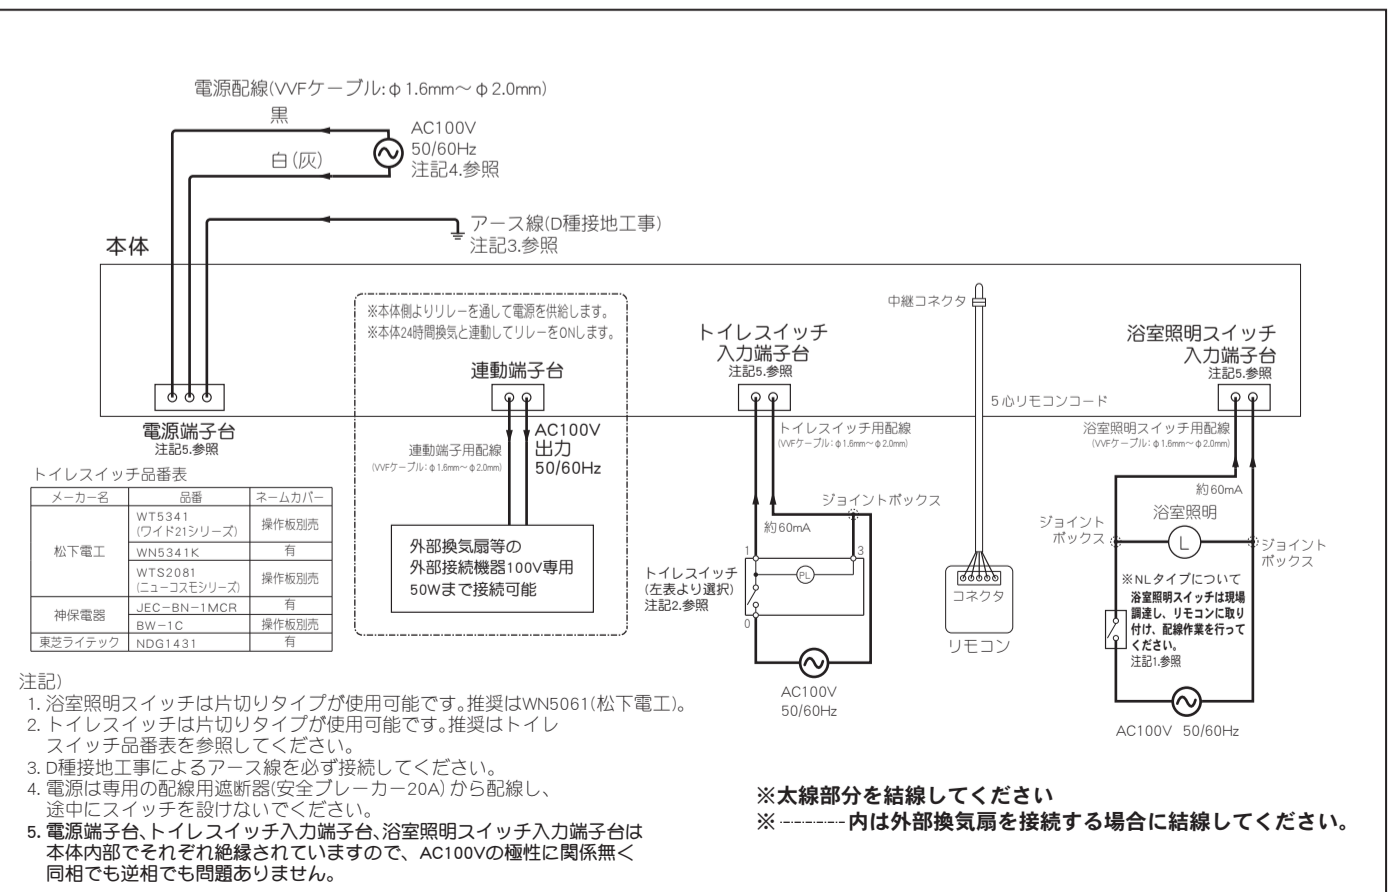 電源配線(VVFケーブル:φ1.6mm～φ2.0mm)
黒
白(灰)
AC100V
50/60Hz
注記4.参照
アース線(D種接地工事)
注記3.参照
本体
※本体側よりリレーを通して電源を供給します。
※本体24時間換気と連動してリレーをONします。
連動端子台
電源端子台
注記5.参照
連動端子用配線
(VVFケーブル:φ1.6mm～φ2.0mm)
AC100V
出力
50/60Hz
外部換気扇等の
外部接続機器100V専用
50Wまで接続可能
トイレスイッチ
入力端子台
注記5.参照
トイレスイッチ用配線
(VVFケーブル:φ1.6mm～φ2.0mm)
ジョイントボックス
約60mA
1
3
PL
0
トイレスイッチ
(左表より選択)
注記2.参照
AC100V
50/60Hz
中継コネクタ
5心リモコンコード
コネクタ
リモコン
浴室照明スイッチ
入力端子台
注記5.参照
浴室照明スイッチ用配線
(VVFケーブル:φ1.6mm～φ2.0mm)
約60mA
浴室照明
L
ジョイント
ボックス
ジョイント
ボックス
※NLタイプについて
浴室照明スイッチは現場
調達し、リモコンに取り
付け、配線作業を行って
ください。
注記1.参照
AC100V 50/60Hz
トイレスイッチ品番表
メーカー名 品番 ネームカバー
松下電工 WT5341 (ワイド21シリーズ) 操作板別売
WN5341K 有
WTS2081 (ニューコスモシリーズ) 操作板別売
神保電器 JEC-BN-1MCR 有
BW-1C 操作板別売
東芝ライテック NDG1431 有
注記)
1. 浴室照明スイッチは片切りタイプが使用可能です。推奨はWN5061(松下電工)。
2. トイレスイッチは片切りタイプが使用可能です。推奨はトイレ
スイッチ品番表を参照してください。
3. D種接地工事によるアース線を必ず接続してください。
4. 電源は専用の配線用遮断器(安全ブレーカー20A)から配線し、
途中にスイッチを設けないでください。
5. 電源端子台、トイレスイッチ入力端子台、浴室照明スイッチ入力端子台は
本体内部でそれぞれ絶縁されていますので、AC100Vの極性に関係無く
同相でも逆相でも問題ありません。
※太線部分を結線してください
※ 内は外部換気扇を接続する場合に結線してください。